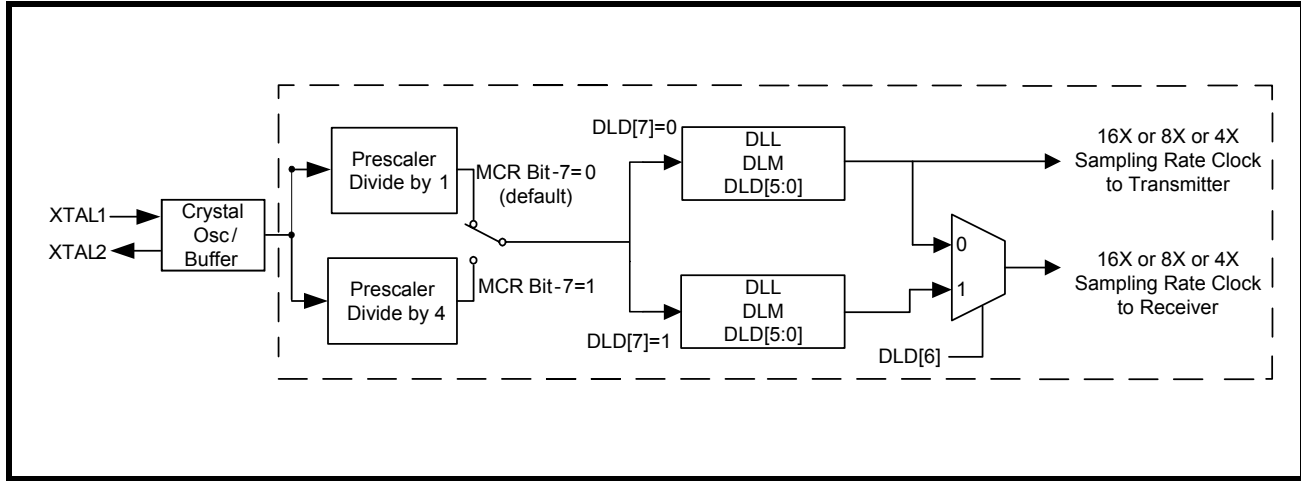 XTAL1
XTAL2
Crystal
Osc/
Buffer
Prescaler
Divide by 1
Prescaler
Divide by 4
MCR Bit-7=0
(default)
MCR Bit-7=1
DLD[7]=0
DLL
DLM
DLD[5:0]
DLD[7]=1
DLL
DLM
DLD[5:0]
0
1
DLD[6]
16X or 8X or 4X
Sampling Rate Clock
to Transmitter
16X or 8X or 4X
Sampling Rate Clock
to Receiver